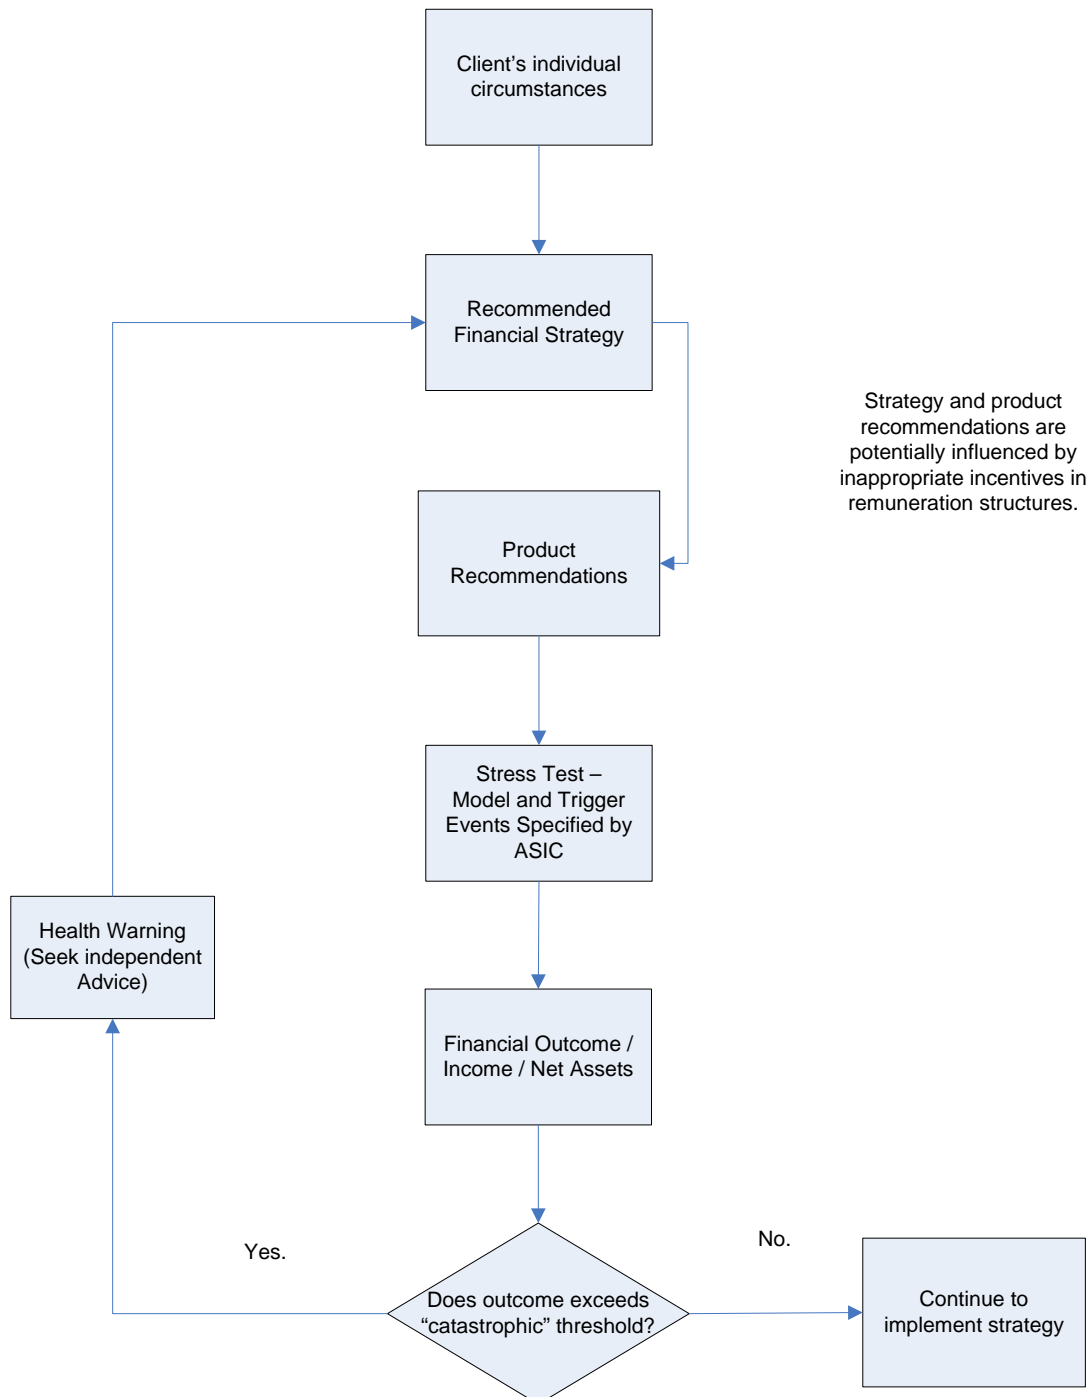 Client's individual
circumstances
Recommended
Financial Strategy
Strategy and product
recommendations are
potentially influenced by
inappropriate incentives in
remuneration structures.
Product
Recommendations
Stress Test –
Model and Trigger
Events Specified by
ASIC
Health Warning
(Seek independent
Advice)
Financial Outcome /
Income / Net Assets
Yes.
No.
Does outcome exceeds
“catastrophic” threshold?
Continue to
implement strategy